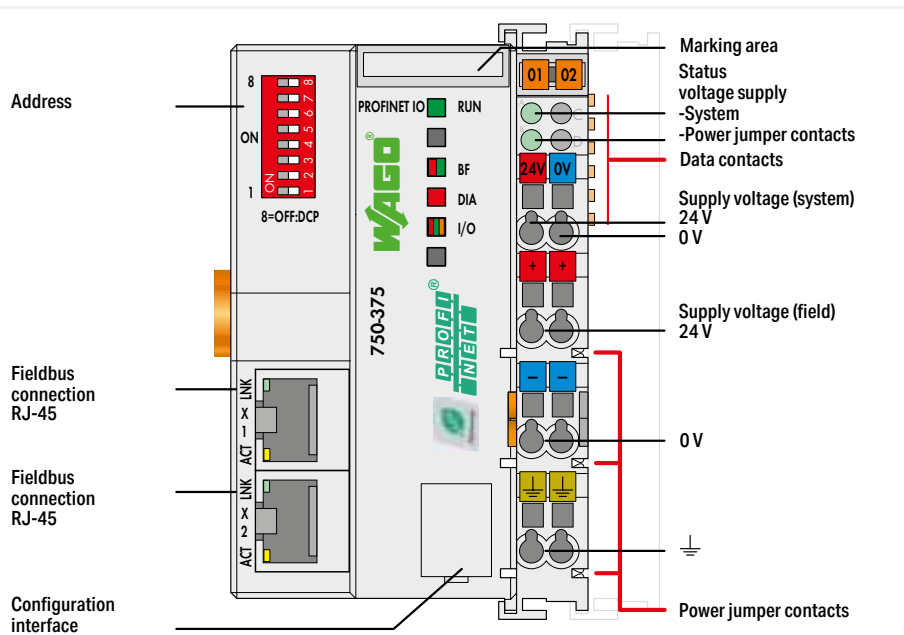 Address
Fieldbus
connection
RJ-45
Fieldbus
connection
RJ-45
Configuration
interface
8
ON
1
ON
1 2 3 4 5 6 7 8
8=OFF:DCP
LNK
X
1
ACT
LNK
X
2
ACT
PROFINET IO
RUN
BF
DIA
I/O
WAGO®
750-375
PROFI®
NET
01 02
A
C
B
D
24V 0V
+ +
− −
Marking area
Status
voltage supply
-System
-Power jumper contacts
Data contacts
Supply voltage (system)
24 V
0 V
Supply voltage (field)
24 V
0 V
Power jumper contacts